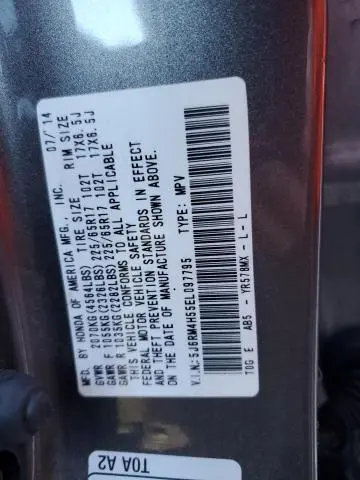 MFD. BY HONDA OF AMERICA MFG., INC. 07/14
TIRE SIZE RIM SIZE
GVWR 2070KG(4564LBS)
GAWR F 1055KG(2326LBS) 225/65R17 102T 17X6.5J
GAWR R 1035KG(2282LBS) 225/65R17 102T 17X6.5J
THIS VEHICLE CONFORMS TO ALL APPLICABLE
FEDERAL MOTOR VEHICLE SAFETY, BUMPER AND
THEFT PREVENTION STANDARDS IN EFFECT
ON THE DATE OF MANUFACTURE SHOWN ABOVE.
V.I.N.:5J6RM4H55EL097795 TYPE: MPV
T0G E AB5 - YR578MX - L - L
T0A A2